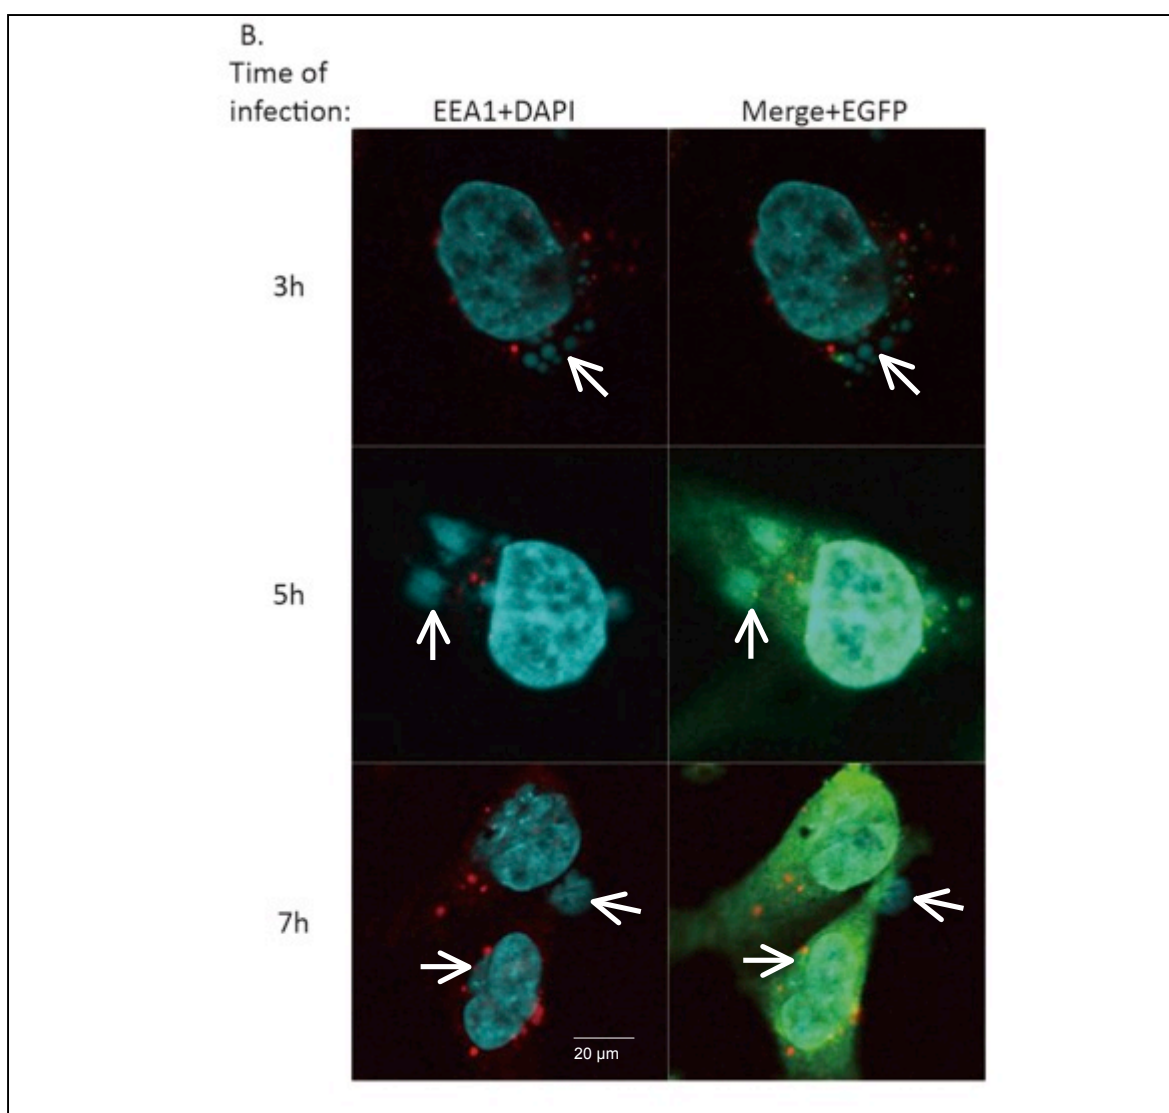 B.
Time of
infection:
EEA1+DAPI
Merge+EGFP
3h
5h
7h
20 µm